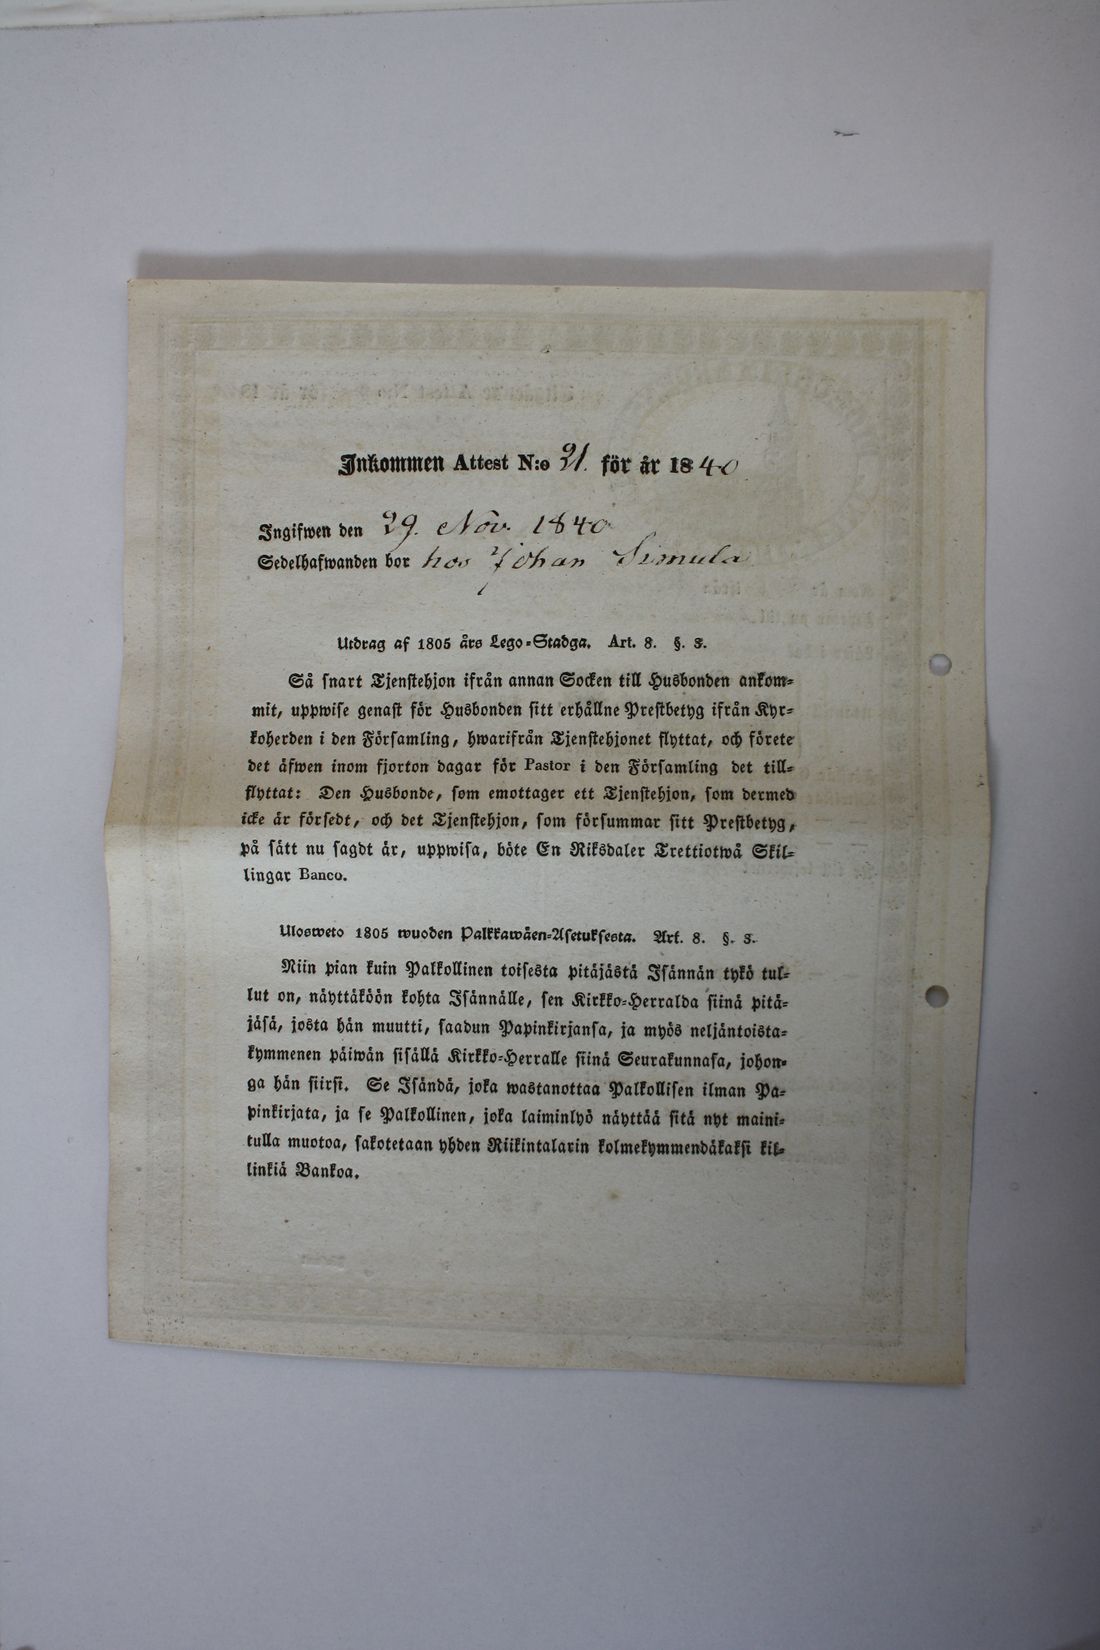 Inkommen Attest N:o 21. för år 1840
Ingifwen den 29. Nov. 1840
Sedelhafwanden bor hos Johan Simula
Utdrag af 1805 års Lego-Stadga. Art. 8. §. 3.
Så snart Tjenstehjon ifrån annan Socken till Husbonden ankom-
mit, uppwise genast för Husbonden sitt erhållne Prestbetyg ifrån Kyr-
koherden i den Församling, hwarifrån Tjenstehjonet flyttat, och förete
det äfwen inom fjorton dagar för Pastor i den Församling det till-
flyttat: Den Husbonde, som emottager ett Tjenstehjon, som dermed
icke är försedt, och det Tjenstehjon, som försummar sitt Prestbetyg,
på sätt nu sagdt är, uppwisa, böte En Riksdaler Trettiotwå Skil-
lingar Banco.
Ulosweto 1805 wuoden Palkkawäen-Asetuksesta. Art. 8. §. 3.
Niin pian kuin Palkollinen toisesta pitäjästä Isännän tykö tul-
lut on, näyttäköön kohta Isännälle, sen Kirkko-Herralda siinä pitä-
jäsä, josta hän muutti, saadun Papinkirjansa, ja myös neljäntoista-
kymmenen päiwän sisällä Kirkko-Herralle siinä Seurakunnasa, johon-
ga hän siirsi. Se Isändä, joka wastanottaa Palkollisen ilman Pa-
pinkirjata, ja se Palkollinen, joka laiminlyö näyttää sitä nyt maini-
tulla muotoa, sakotetaan yhden Riikintalarin kolmekymmendäkaksi kil-
linkiä Bankoa.